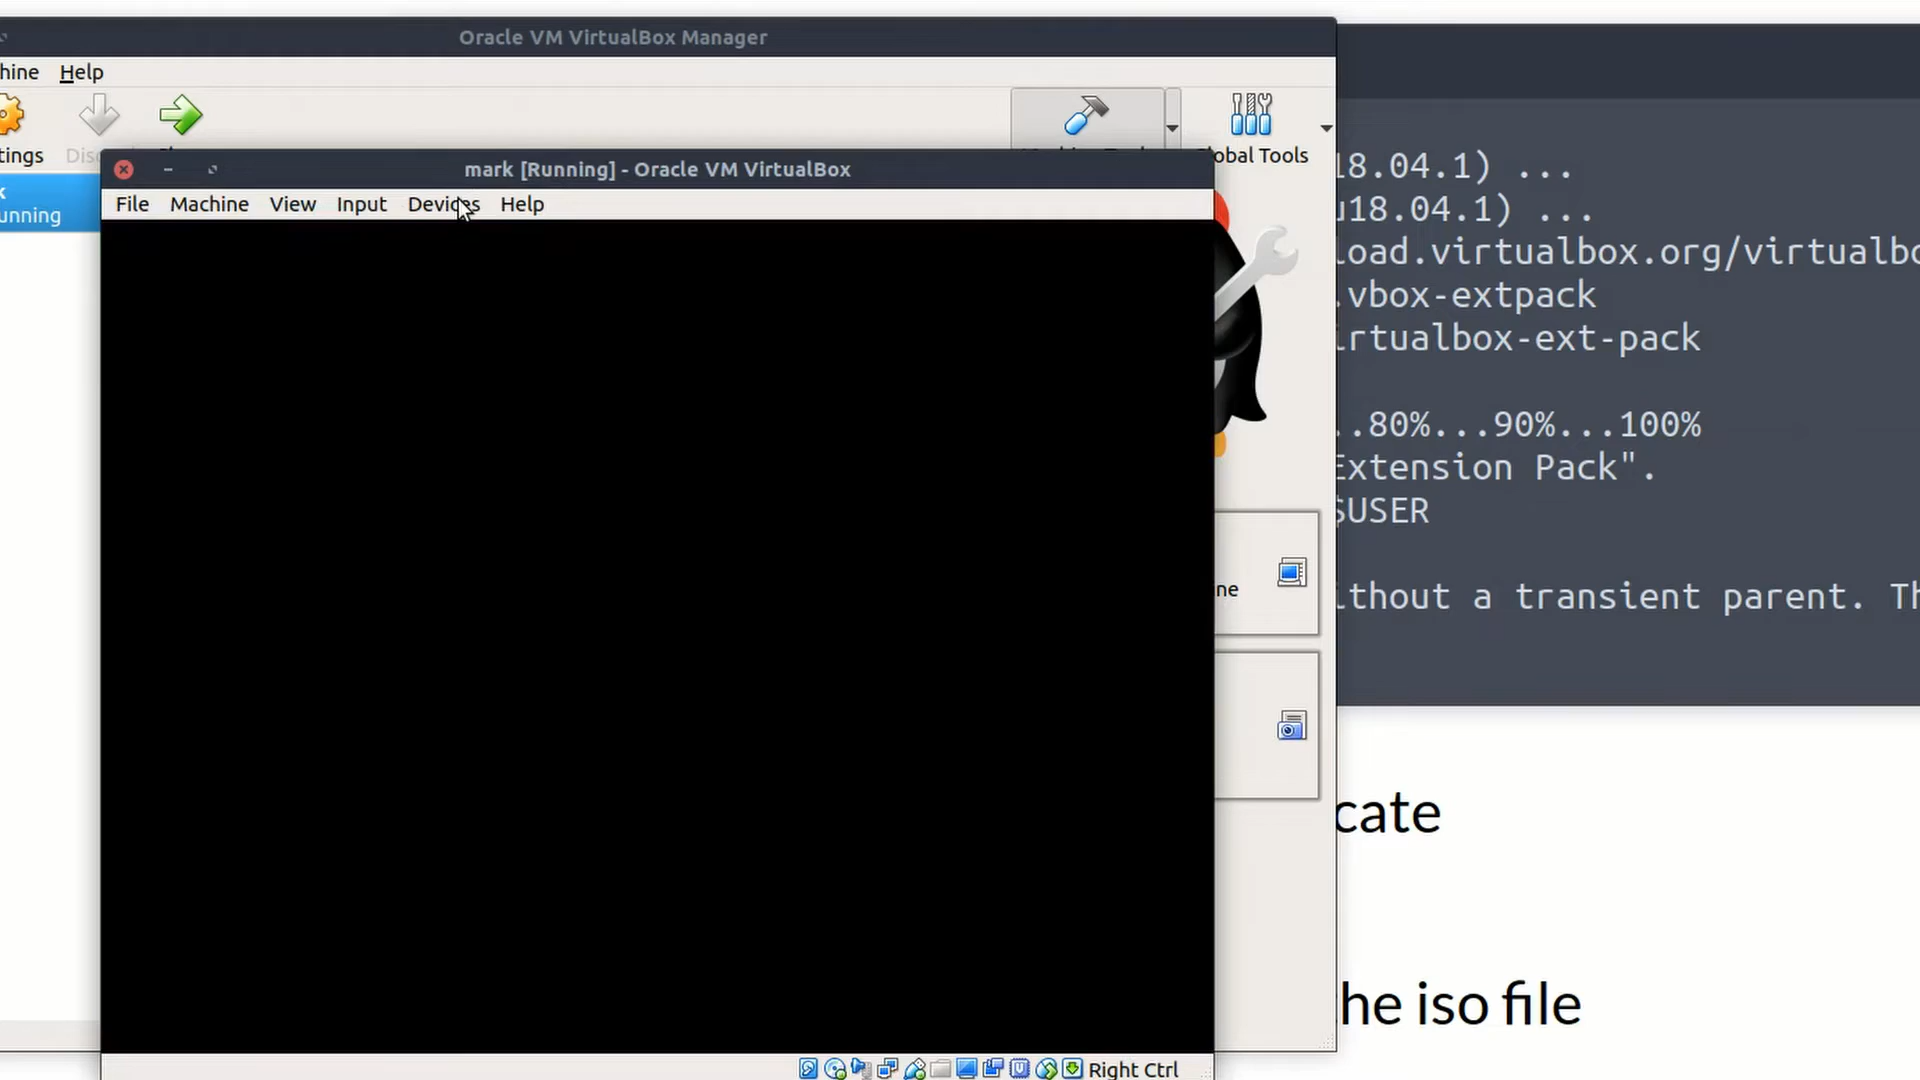 Oracle VM VirtualBox Manager
hine Help
tings
Global Tools
mark [Running] - Oracle VM VirtualBox
File Machine View Input Devices Help
k
unning
18.04.1) ...
u18.04.1) ...
load.virtualbox.org/virtualbo
.vbox-extpack
irtualbox-ext-pack
..80%...90%...100%
Extension Pack".
$USER
ine
ithout a transient parent. Th
cate
he iso file
Right Ctrl